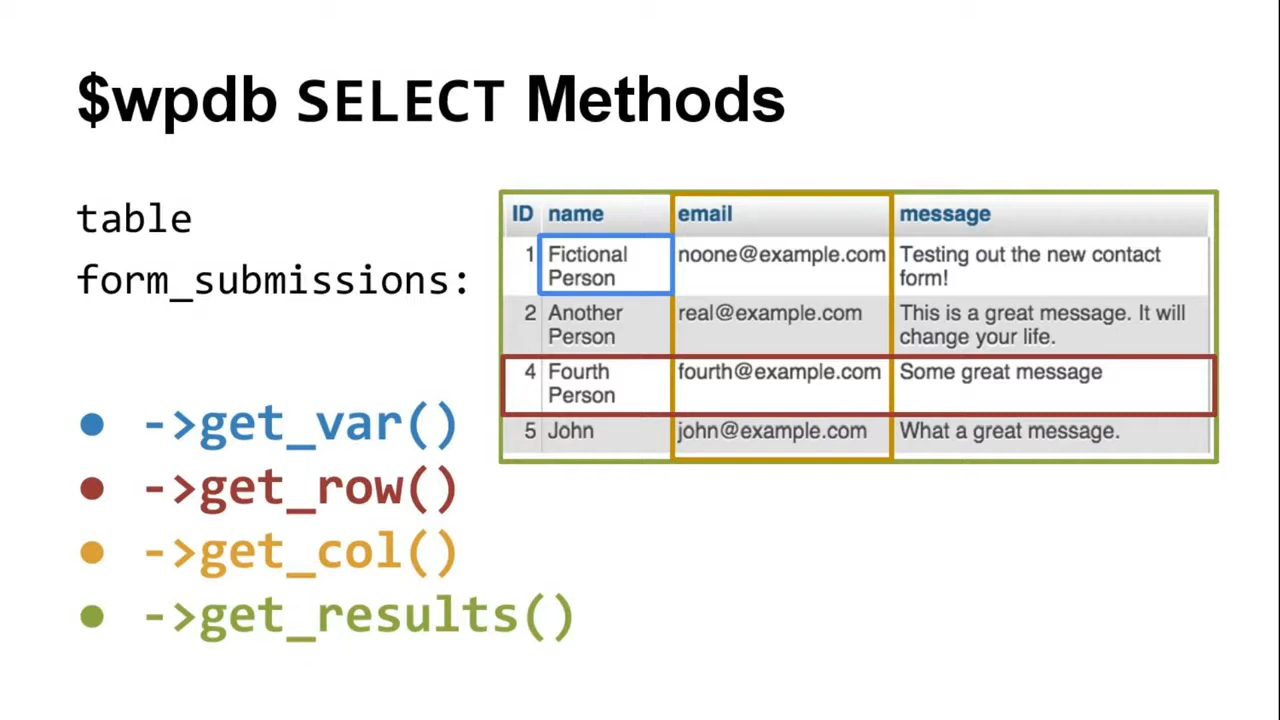 $wpdb SELECT Methods
table
form_submissions:
ID name email message
1 Fictional Person noone@example.com Testing out the new contact form!
2 Another Person real@example.com This is a great message. It will change your life.
4 Fourth Person fourth@example.com Some great message
5 John john@example.com What a great message.
● ->get_var()
● ->get_row()
● ->get_col()
● ->get_results()